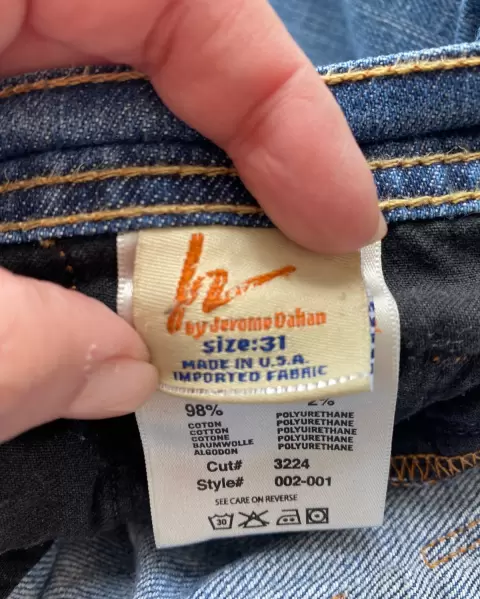 by Jerome Dahan
size:31
MADE IN U.S.A.
IMPORTED FABRIC
98% 2%
COTON POLYURETHANE
COTTON POLYURETHANE
COTONE POLYURETHANE
BAUMWOLLE POLYURETHANE
ALGODON POLYURETHANE
Cut# 3224
Style# 002-001
SEE CARE ON REVERSE
30